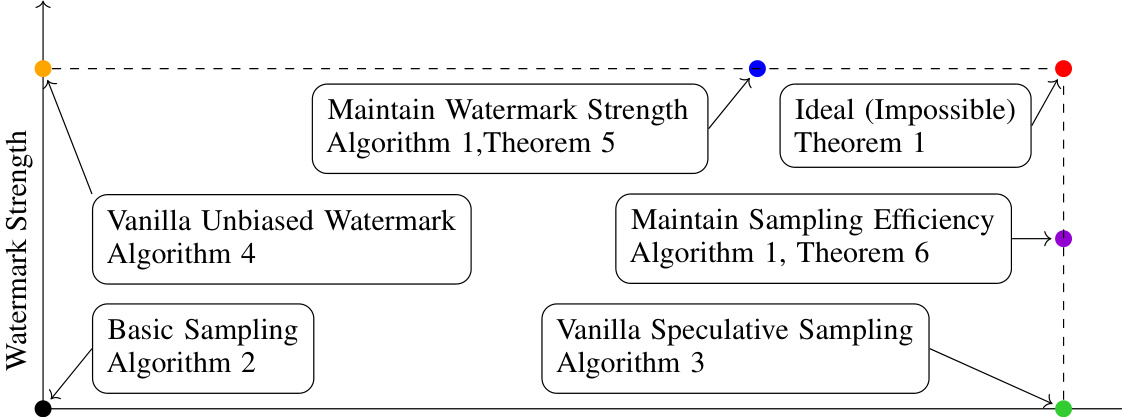 Watermark Strength
Maintain Watermark Strength
Algorithm 1,Theorem 5
Ideal (Impossible)
Theorem 1
Vanilla Unbiased Watermark
Algorithm 4
Maintain Sampling Efficiency
Algorithm 1, Theorem 6
Basic Sampling
Algorithm 2
Vanilla Speculative Sampling
Algorithm 3